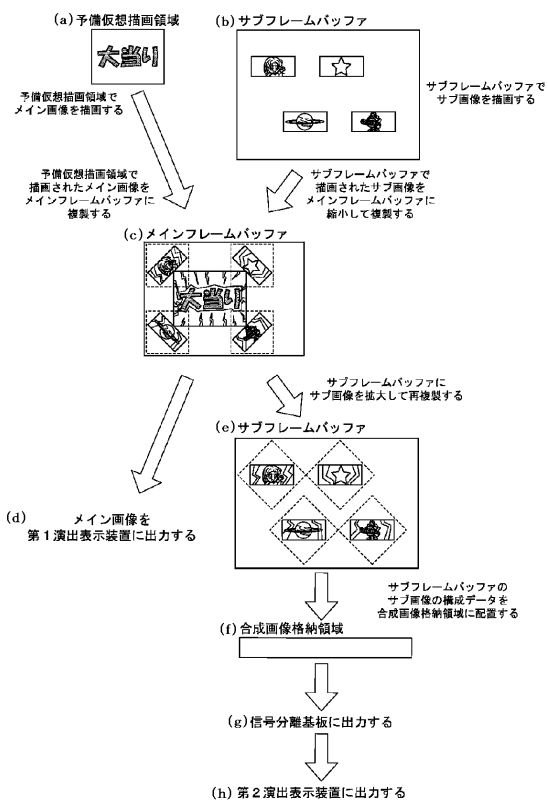 (a)予備仮想描画領域
大当り
予備仮想描画領域で
メイン画像を描画する
(b)サブフレームバッファ
サブフレームバッファで
サブ画像を描画する
予備仮想描画領域で
描画されたメイン画像を
メインフレームバッファに
複製する
サブフレームバッファで
描画されたサブ画像を
メインフレームバッファに
縮小して複製する
(c)メインフレームバッファ
大当り
サブフレームバッファに
サブ画像を拡大して再複製する
(d) メイン画像を
第1演出表示装置に出力する
(e)サブフレームバッファ
サブフレームバッファの
サブ画像の構成データを
合成画像格納領域に配置する
(f)合成画像格納領域
(g)信号分離基板に出力する
(h)第2演出表示装置に出力する